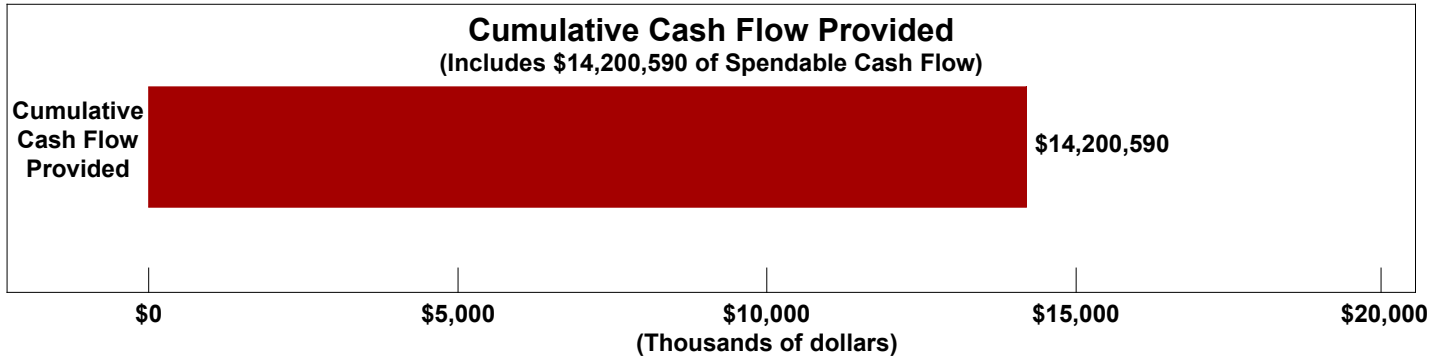 Cumulative Cash Flow Provided
(Includes $14,200,590 of Spendable Cash Flow)
Cumulative
Cash Flow
Provided
$14,200,590
$0 $5,000 $10,000 $15,000 $20,000
(Thousands of dollars)